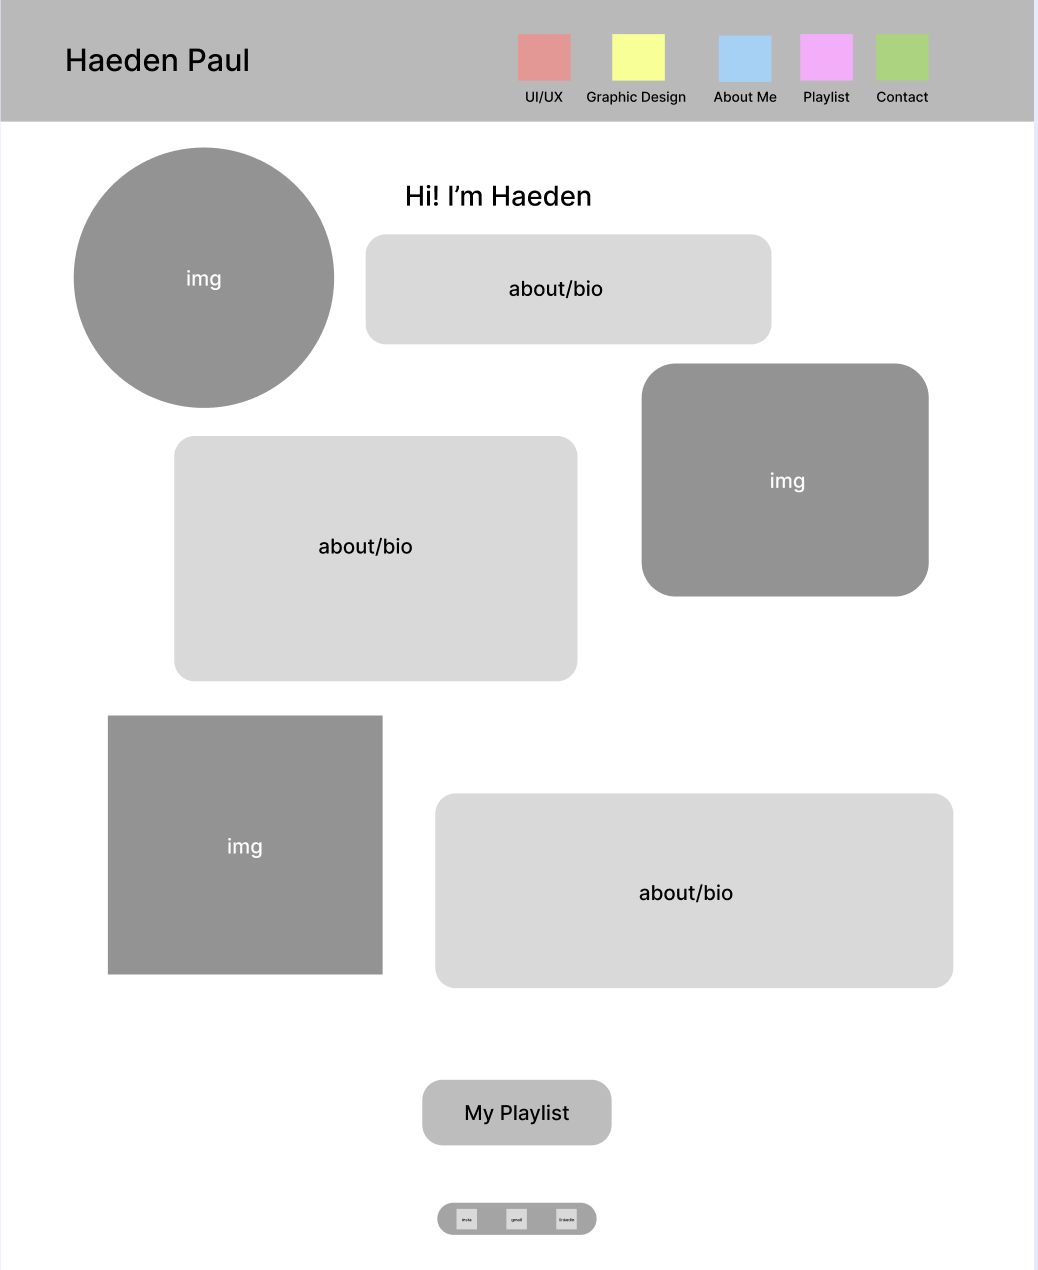 Haeden Paul
UI/UX
Graphic Design
About Me
Playlist
Contact
Hi! I’m Haeden
img
about/bio
img
about/bio
img
about/bio
My Playlist
insta
gmail
linkedin